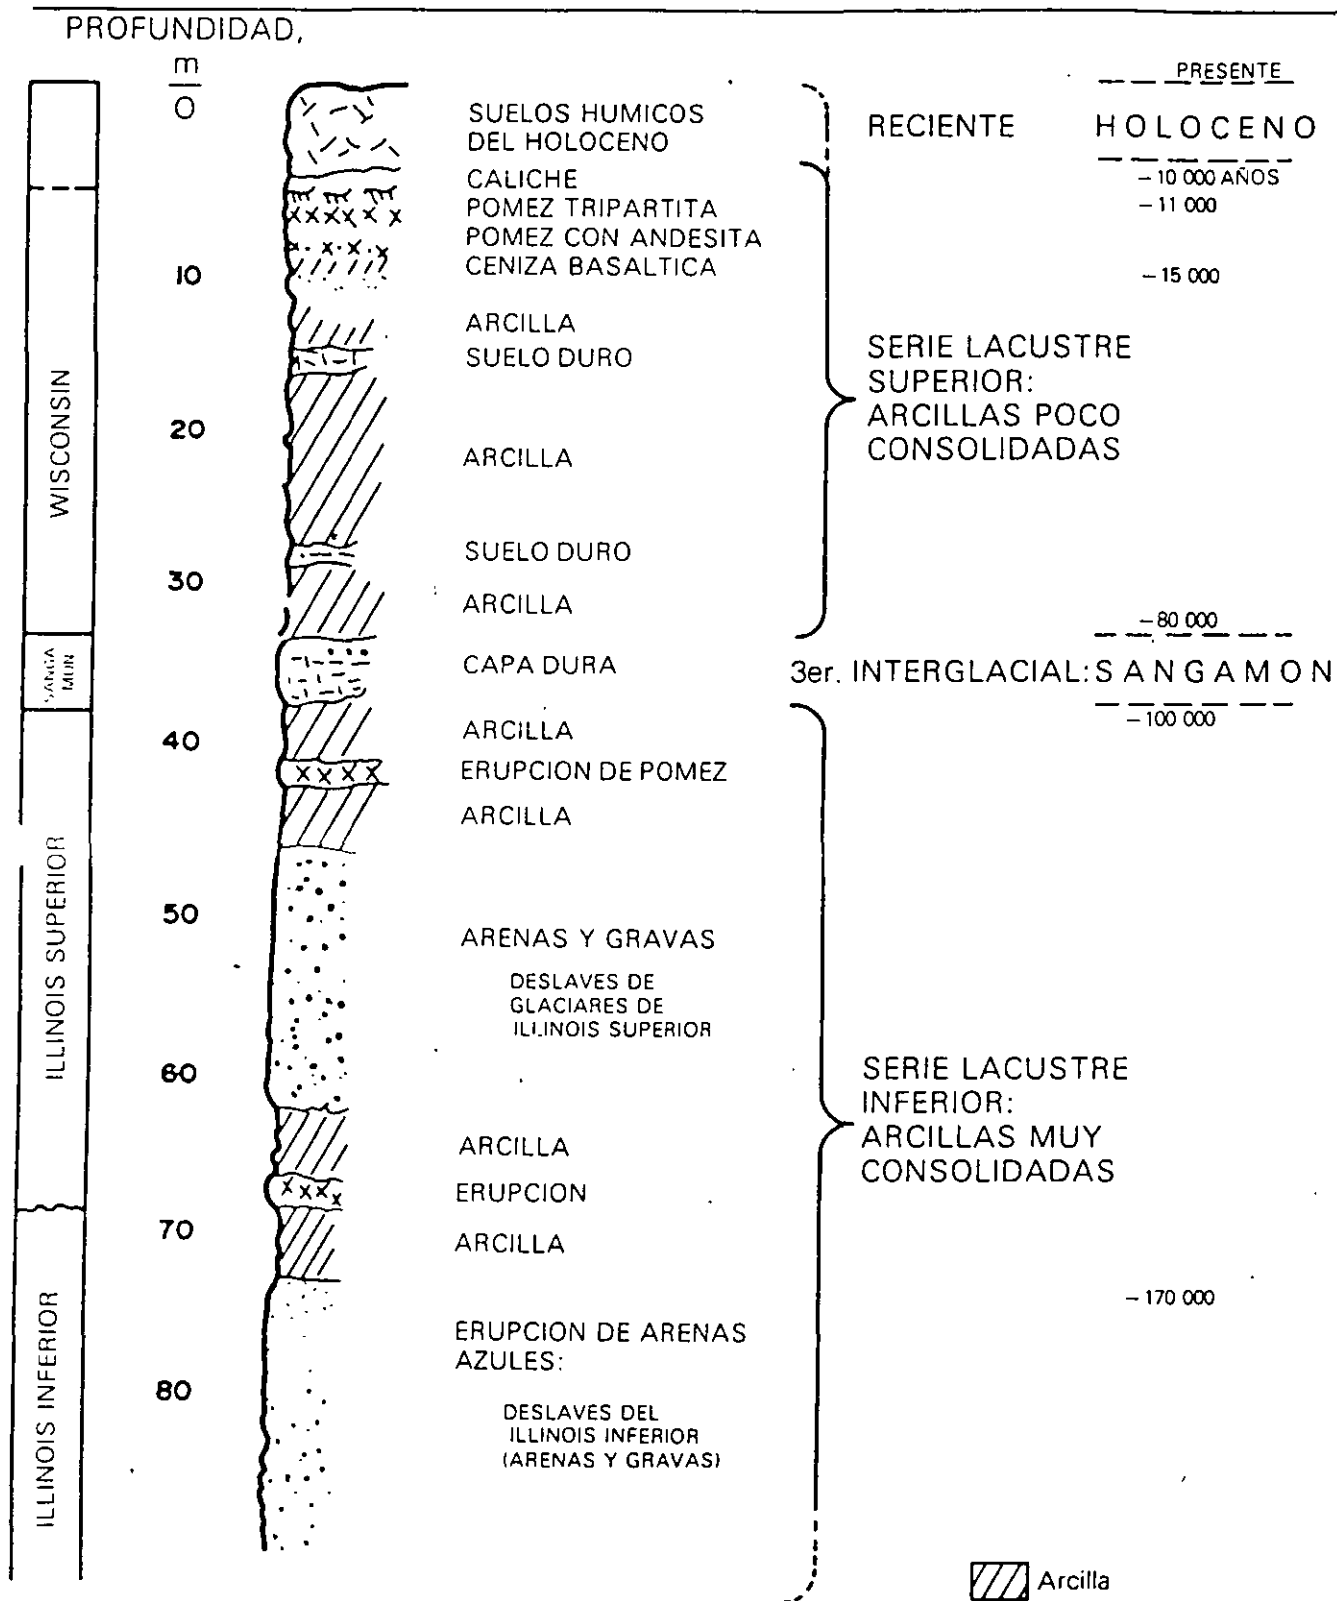 PROFUNDIDAD,
m
0
10
20
30
40
50
60
70
80
WISCONSIN
SANGA
MON
ILLINOIS SUPERIOR
ILLINOIS INFERIOR
SUELOS HUMICOS
DEL HOLOCENO
CALICHE
POMEZ TRIPARTITA
POMEZ CON ANDESITA
CENIZA BASALTICA
ARCILLA
SUELO DURO
ARCILLA
SUELO DURO
ARCILLA
CAPA DURA
ARCILLA
ERUPCION DE POMEZ
ARCILLA
ARENAS Y GRAVAS
DESLAVES DE
GLACIARES DE
ILLINOIS SUPERIOR
ARCILLA
ERUPCION
ARCILLA
ERUPCION DE ARENAS
AZULES:
DESLAVES DEL
ILLINOIS INFERIOR
(ARENAS Y GRAVAS)
RECIENTE
SERIE LACUSTRE
SUPERIOR:
ARCILLAS POCO
CONSOLIDADAS
3er. INTERGLACIAL: SANGAMON
SERIE LACUSTRE
INFERIOR:
ARCILLAS MUY
CONSOLIDADAS
PRESENTE
HOLOCENO
– 10 000 AÑOS
– 11 000
– 15 000
– 80 000
– 100 000
– 170 000
Arcilla